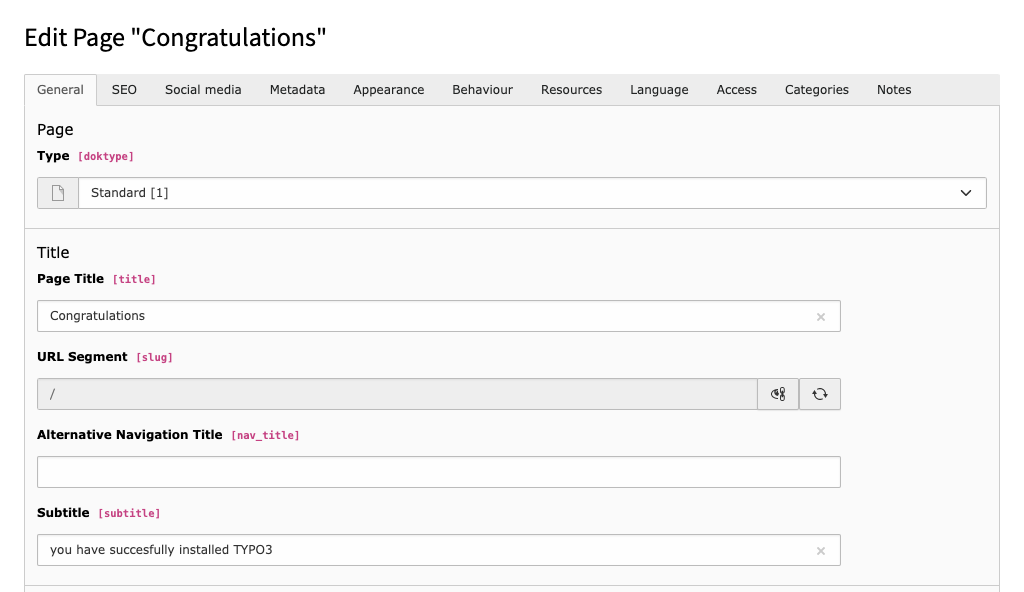 Edit Page "Congratulations"
General SEO Social media Metadata Appearance Behaviour Resources Language Access Categories Notes
Page
Type [doktype]
Standard [1]
Title
Page Title [title]
Congratulations
URL Segment [slug]
/
Alternative Navigation Title [nav_title]
Subtitle [subtitle]
you have succesfully installed TYPO3